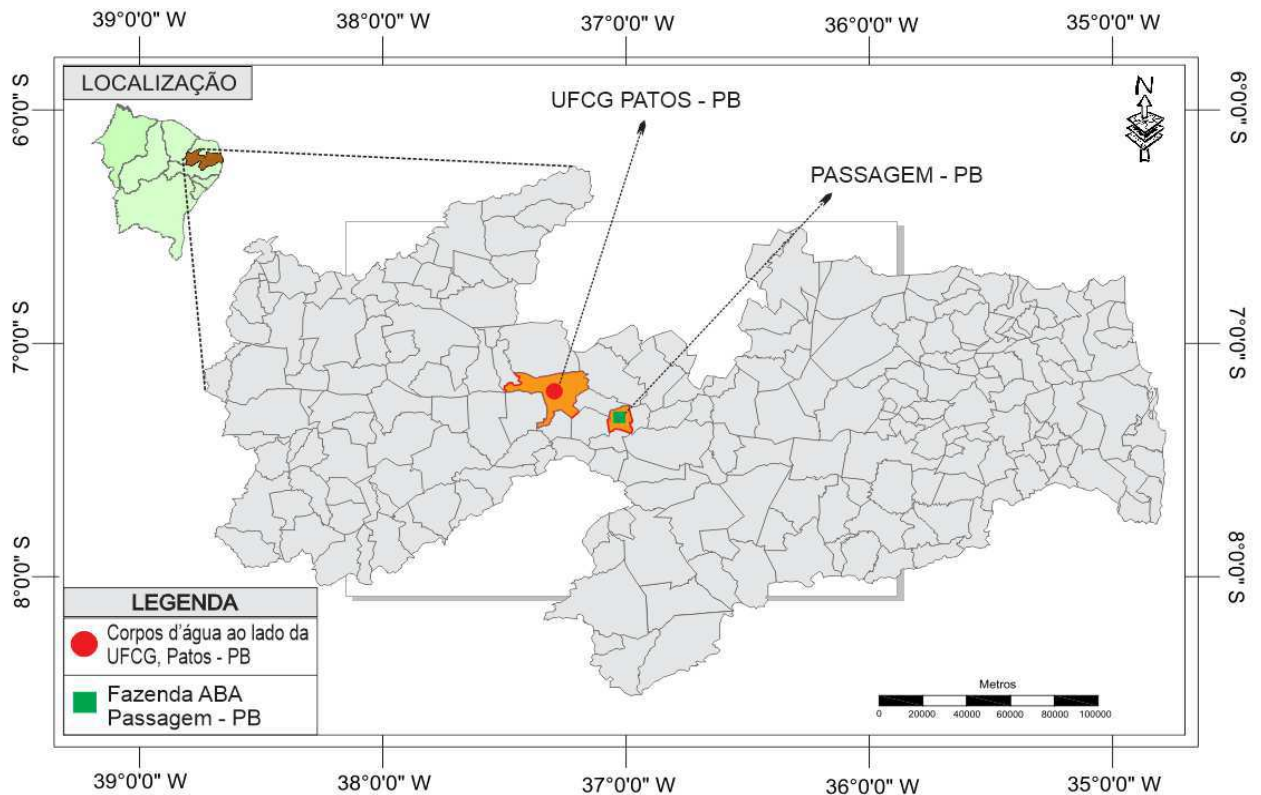 39°0'0" W
38°0'0" W
37°0'0" W
36°0'0" W
35°0'0" W
LOCALIZAÇÃO
N
6°0'0" S
6°0'0" S
UFCG PATOS - PB
PASSAGEM - PB
7°0'0" S
7°0'0" S
8°0'0" S
8°0'0" S
LEGENDA
Corpos d'água ao lado da
UFCG, Patos - PB
Fazenda ABA
Passagem - PB
Metros
0 20000 40000 60000 80000 100000
39°0'0" W
38°0'0" W
37°0'0" W
36°0'0" W
35°0'0" W